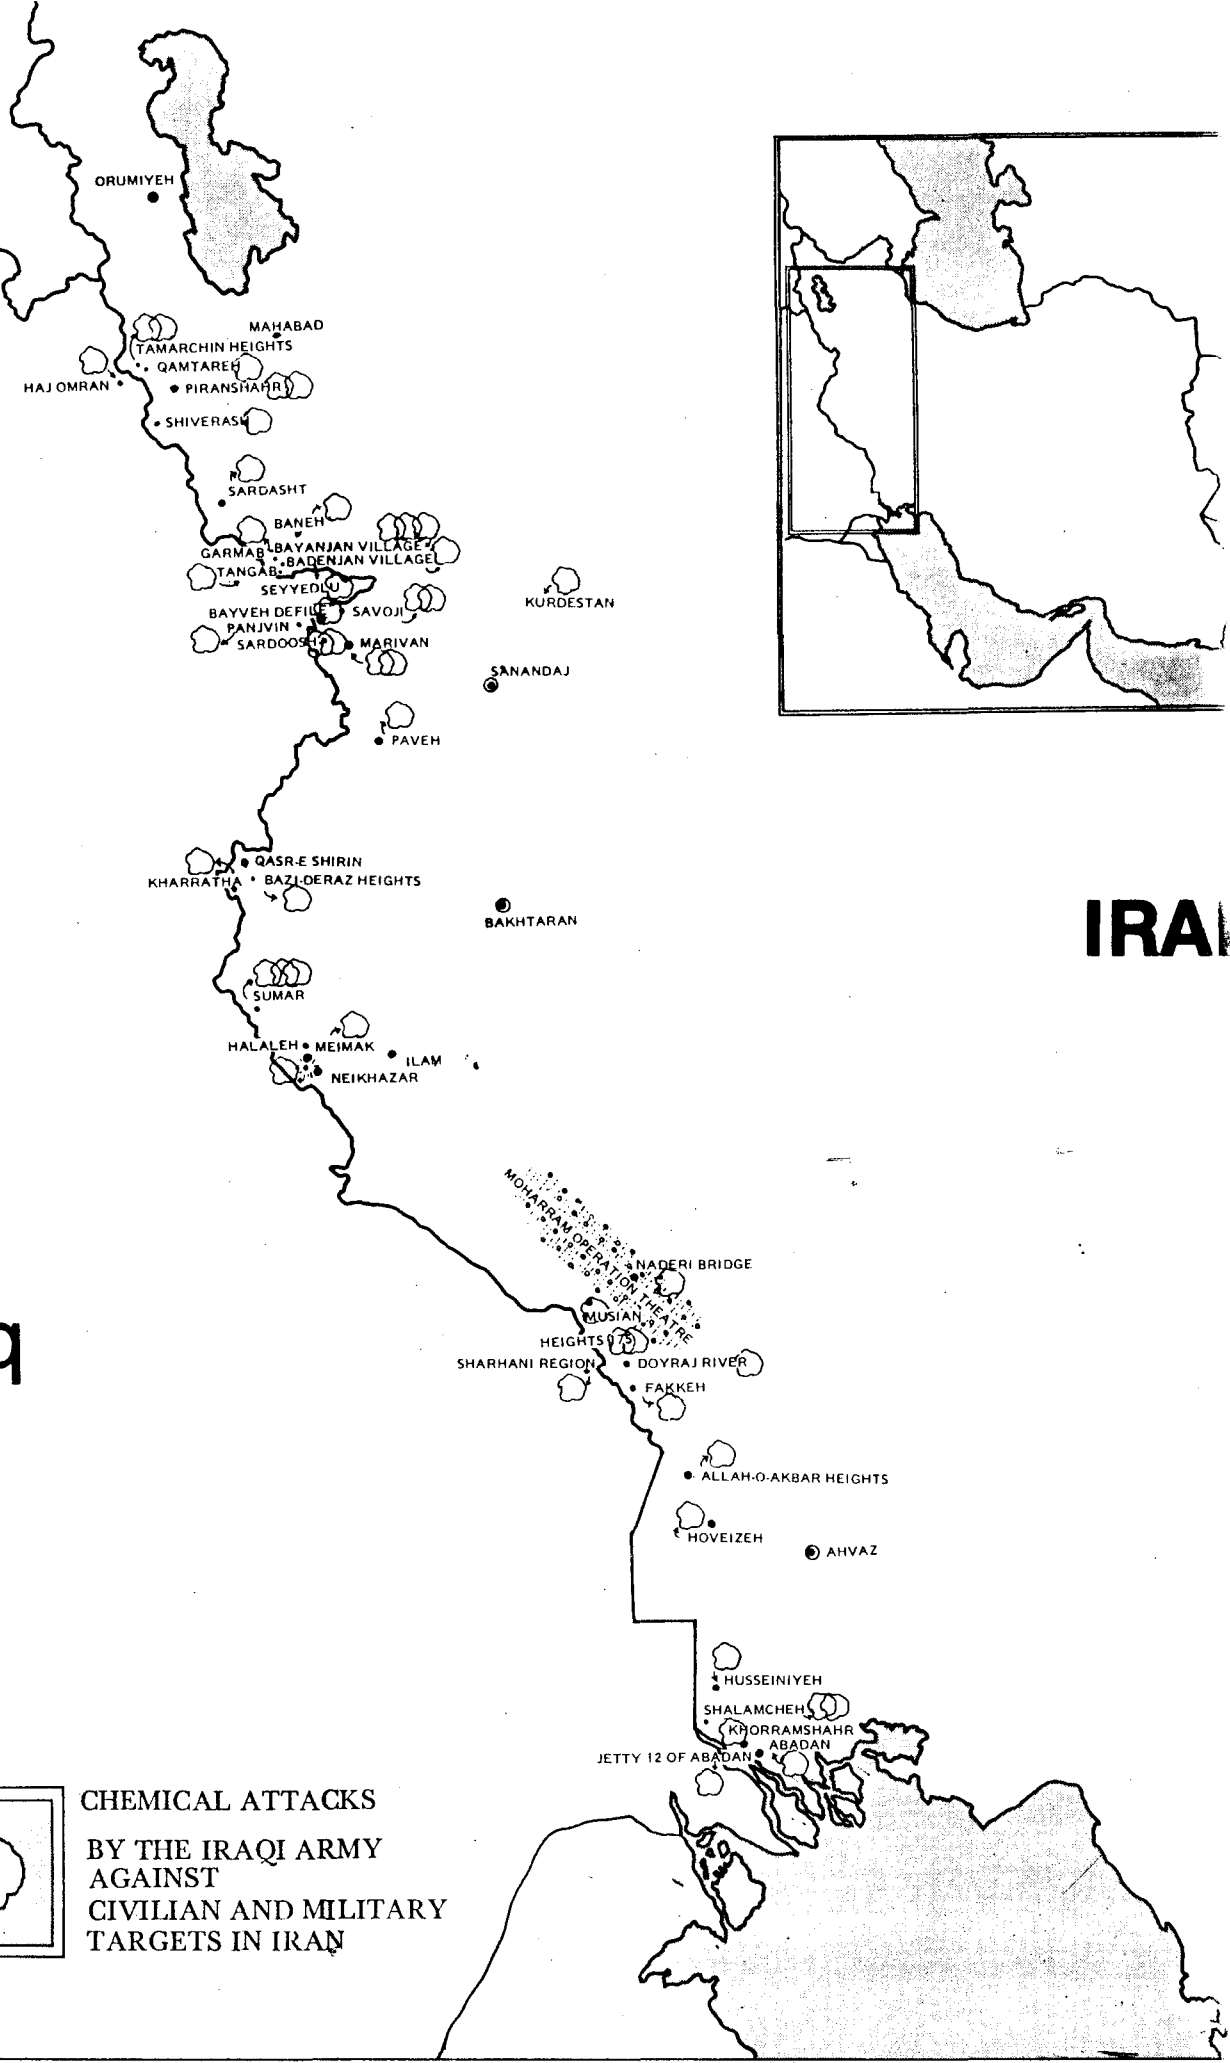 ORUMIYEH
MAHABAD
TAMARCHIN HEIGHTS
QAMTAREH
HAJ OMRAN
PIRANSHAHR
SHIVERASH
SARDASHT
BANEH
GARMAB
BAYANJAN VILLAGE
BADENJAN VILLAGE
TANGAB
SEYYEDLU
KURDESTAN
BAYVEH DEFILE
SAVOJI
PANJVIN
SARDOOSH
MARIVAN
SANANDAJ
PAVEH
QASR-E SHIRIN
KHARRATHA
BAZI-DERAZ HEIGHTS
BAKHTARAN
IRA
SUMAR
HALALEH
MEIMAK
ILAM
NEIKHAZAR
MOHARRAM OPERATION THEATRE
NADERI BRIDGE
MUSIAN
HEIGHTS 175
q
SHARHANI REGION
DOYRAJ RIVER
FAKKEH
ALLAH-O-AKBAR HEIGHTS
HOVEIZEH
AHVAZ
HUSSEINIYEH
SHALAMCHEH
KHORRAMSHAHR
ABADAN
JETTY 12 OF ABADAN
CHEMICAL ATTACKS
BY THE IRAQI ARMY
AGAINST
CIVILIAN AND MILITARY
TARGETS IN IRAN